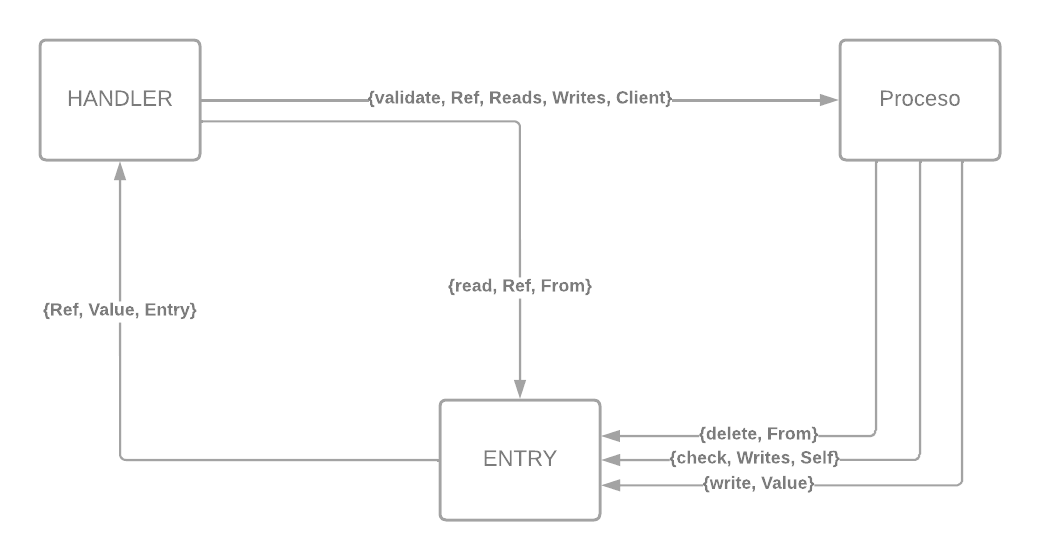 HANDLER
{validate, Ref, Reads, Writes, Client}
Proceso
{read, Ref, From}
{Ref, Value, Entry}
ENTRY
{delete, From}
{check, Writes, Self}
{write, Value}